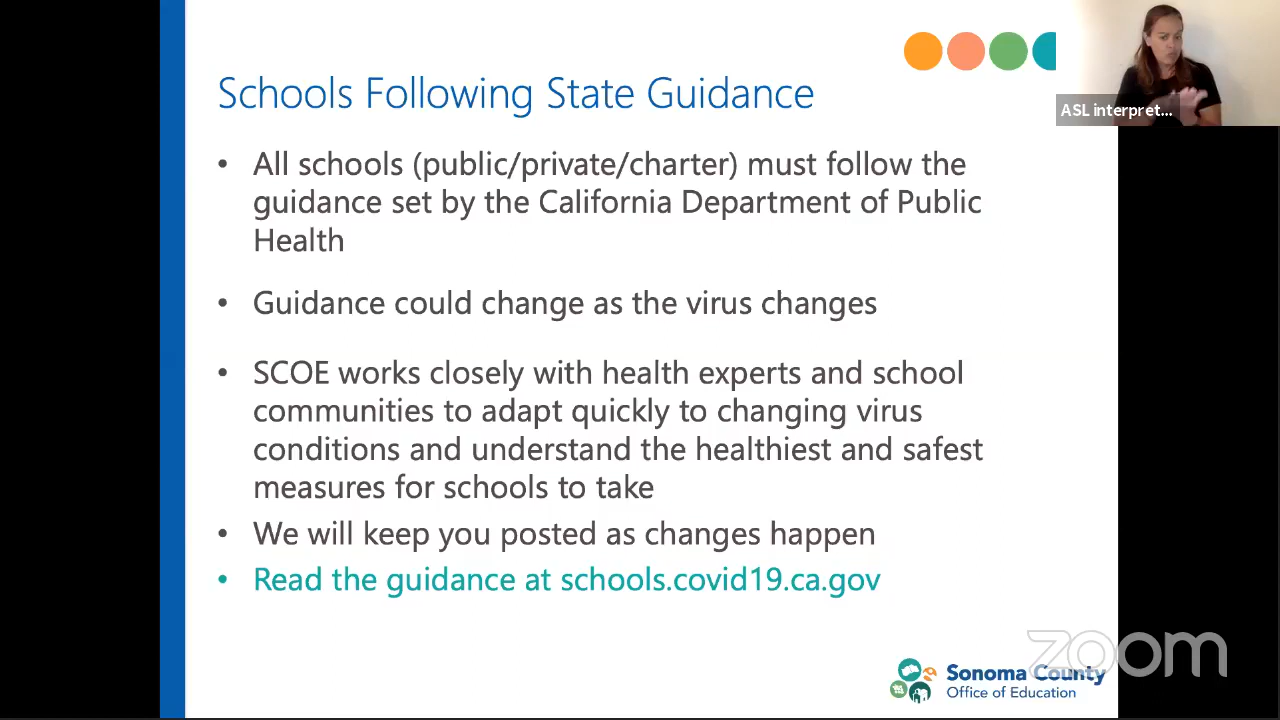 Schools Following State Guidance
ASL interpret...
• All schools (public/private/charter) must follow the
guidance set by the California Department of Public
Health
• Guidance could change as the virus changes
• SCOE works closely with health experts and school
communities to adapt quickly to changing virus
conditions and understand the healthiest and safest
measures for schools to take
• We will keep you posted as changes happen
• Read the guidance at schools.covid19.ca.gov
zoom
Sonoma County
Office of Education